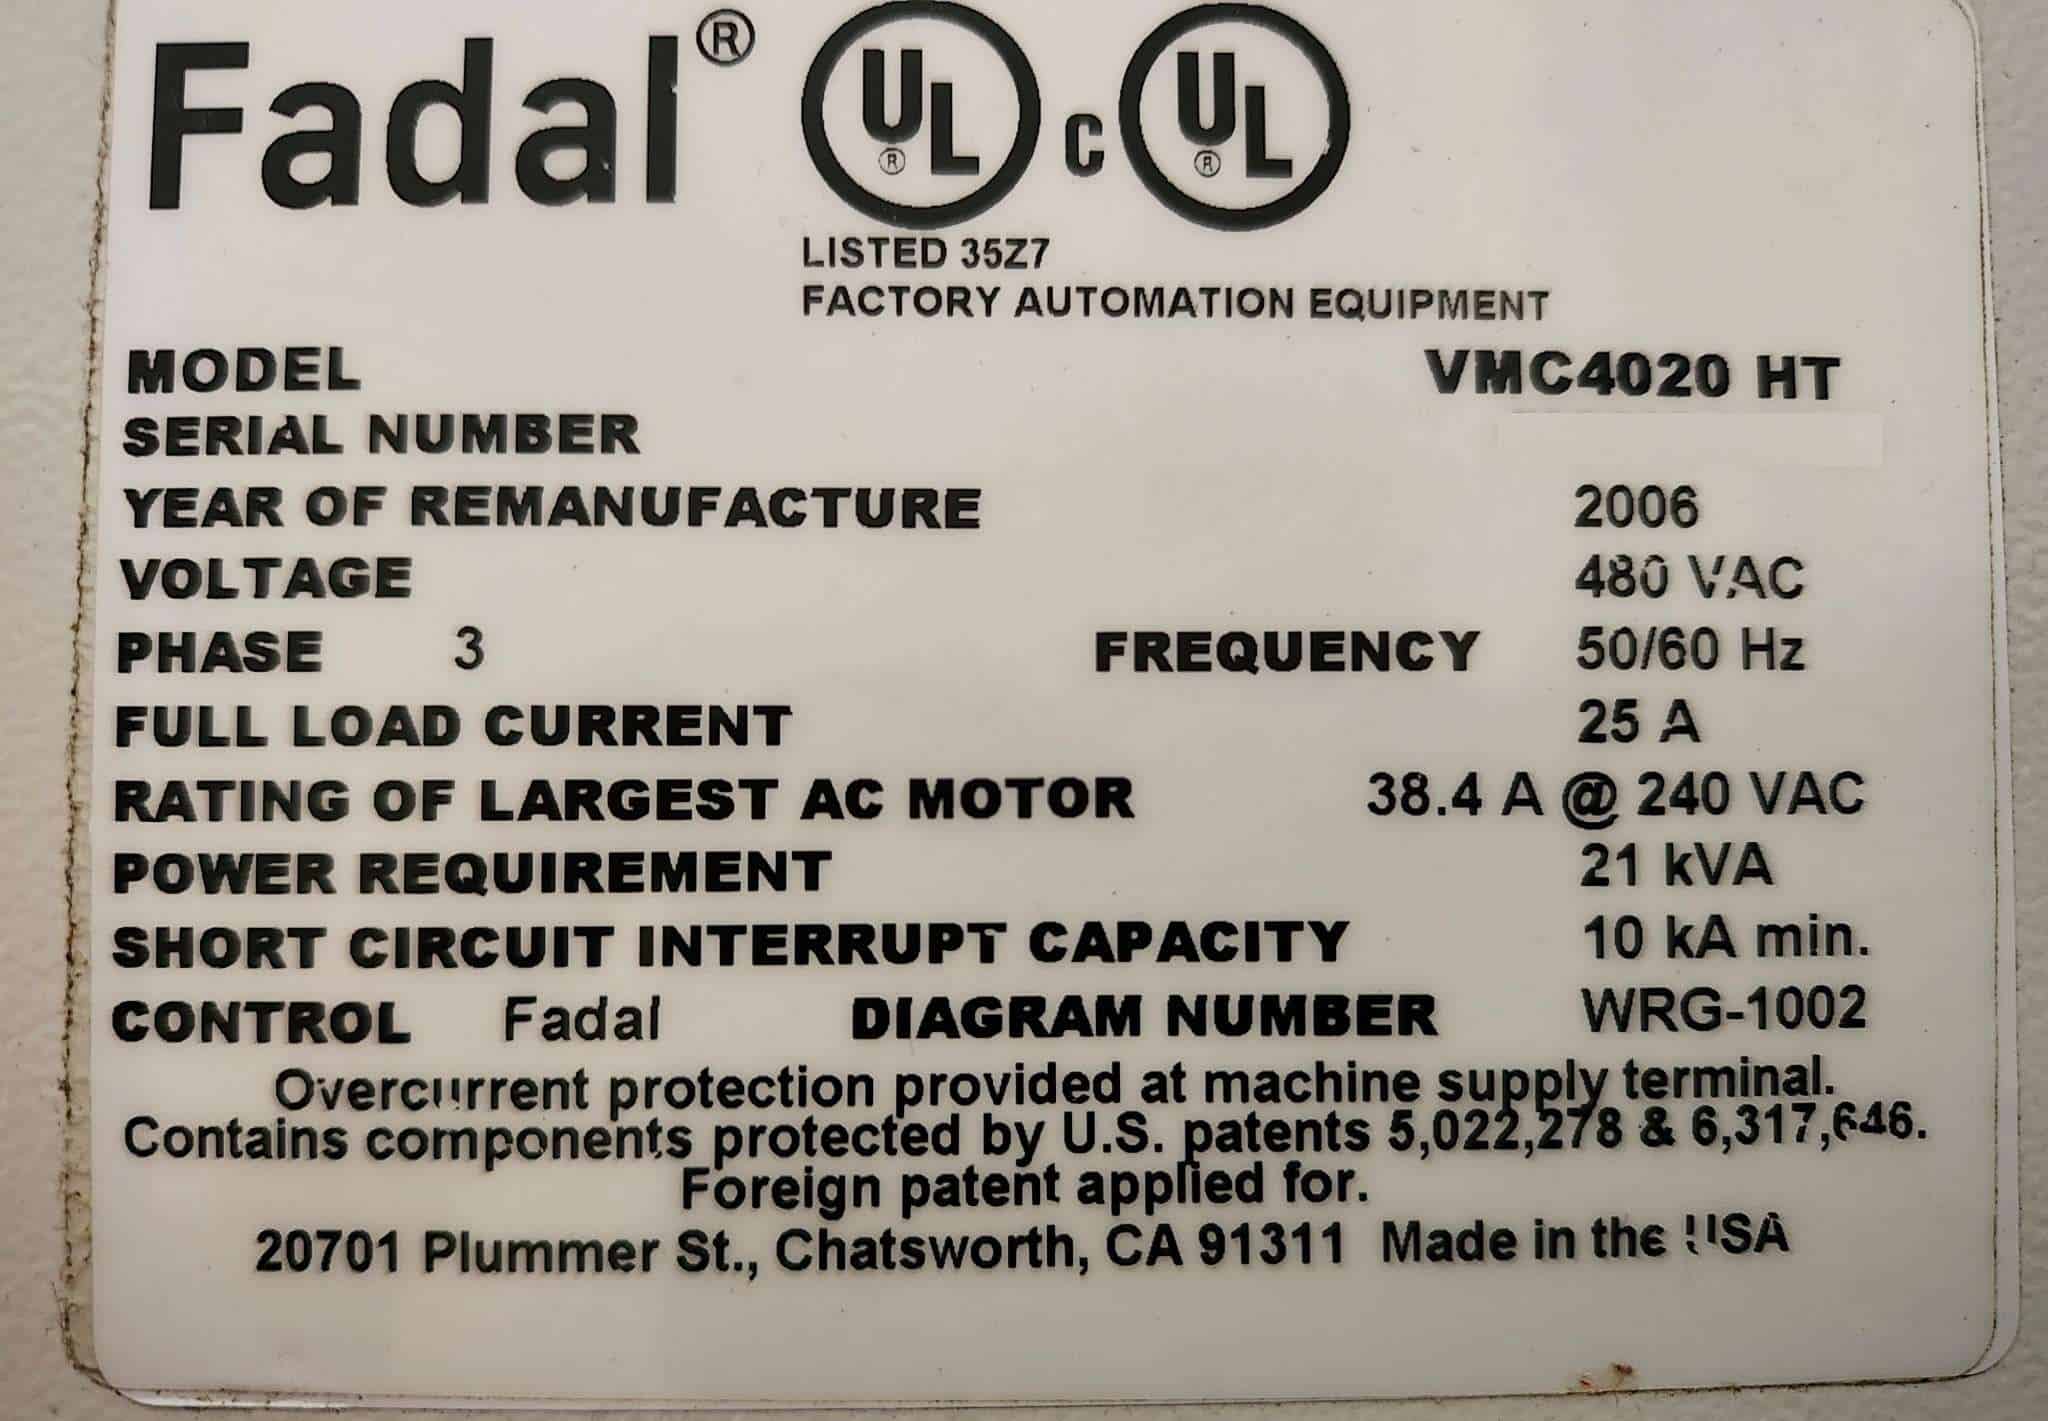 Fadal® UL® C UL®
LISTED 35Z7
FACTORY AUTOMATION EQUIPMENT
MODEL VMC4020 HT
SERIAL NUMBER
YEAR OF REMANUFACTURE 2006
VOLTAGE 480 VAC
PHASE 3 FREQUENCY 50/60 Hz
FULL LOAD CURRENT 25 A
RATING OF LARGEST AC MOTOR 38.4 A @ 240 VAC
POWER REQUIREMENT 21 kVA
SHORT CIRCUIT INTERRUPT CAPACITY 10 kA min.
CONTROL Fadal DIAGRAM NUMBER WRG-1002
Overcurrent protection provided at machine supply terminal.
Contains components protected by U.S. patents 5,022,278 & 6,317,646.
Foreign patent applied for.
20701 Plummer St., Chatsworth, CA 91311 Made in the USA